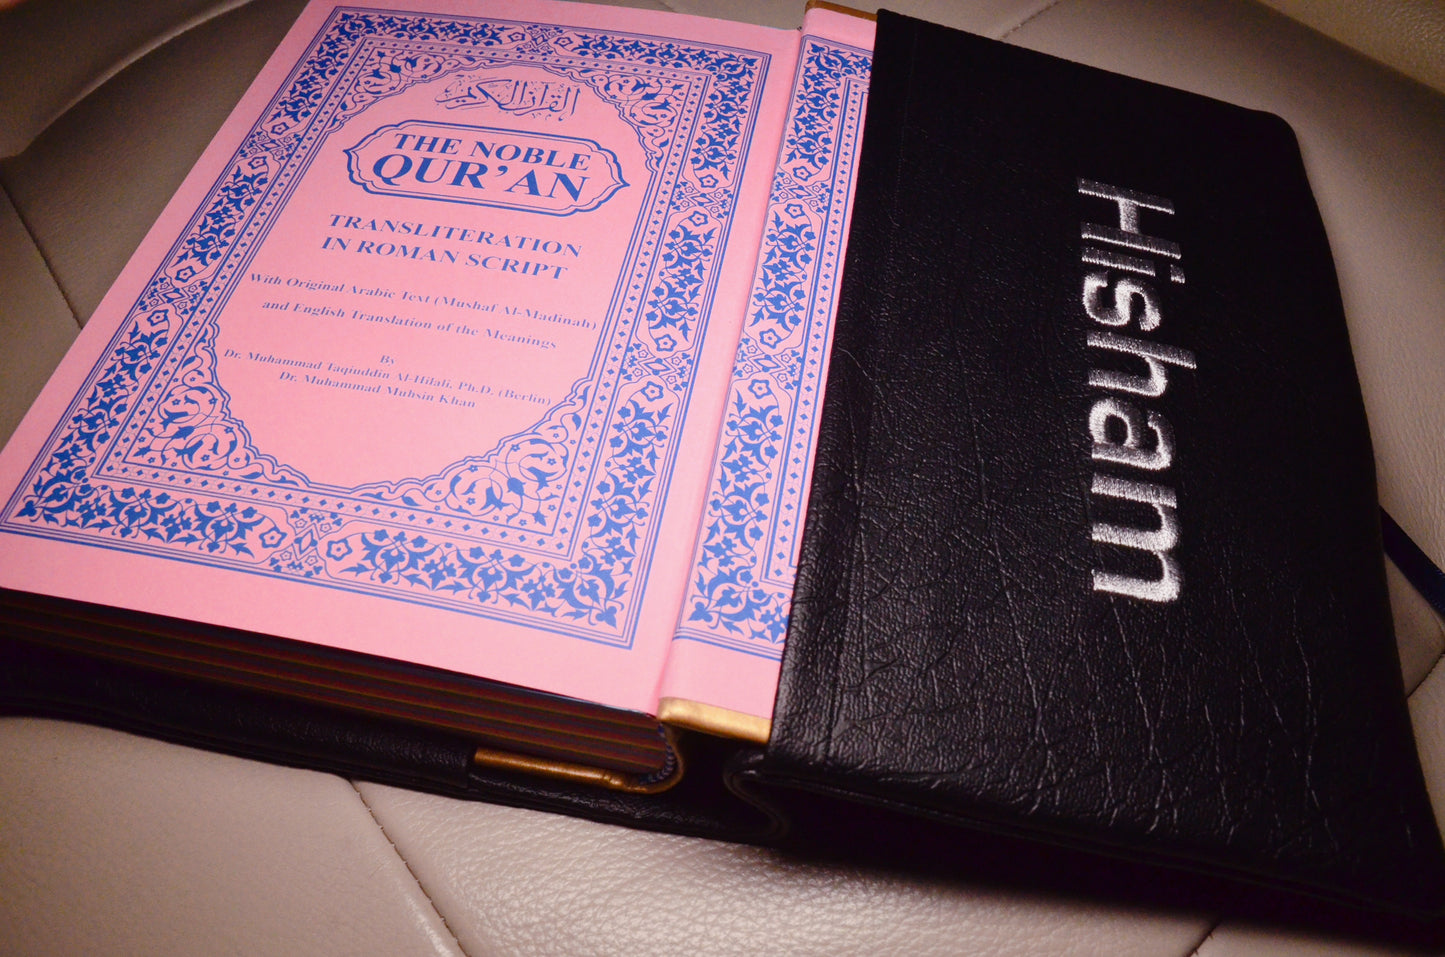 القرآن الكريم
THE NOBLE
QUR'AN
TRANSLITERATION
IN ROMAN SCRIPT
With Original Arabic Text (Mushaf Al-Madinah)
and English Translation of the Meanings
By
Dr. Muhammad Taqiuddin Al-Hilali, Ph.D. (Berlin)
Dr. Muhammad Muhsin Khan
Hisham